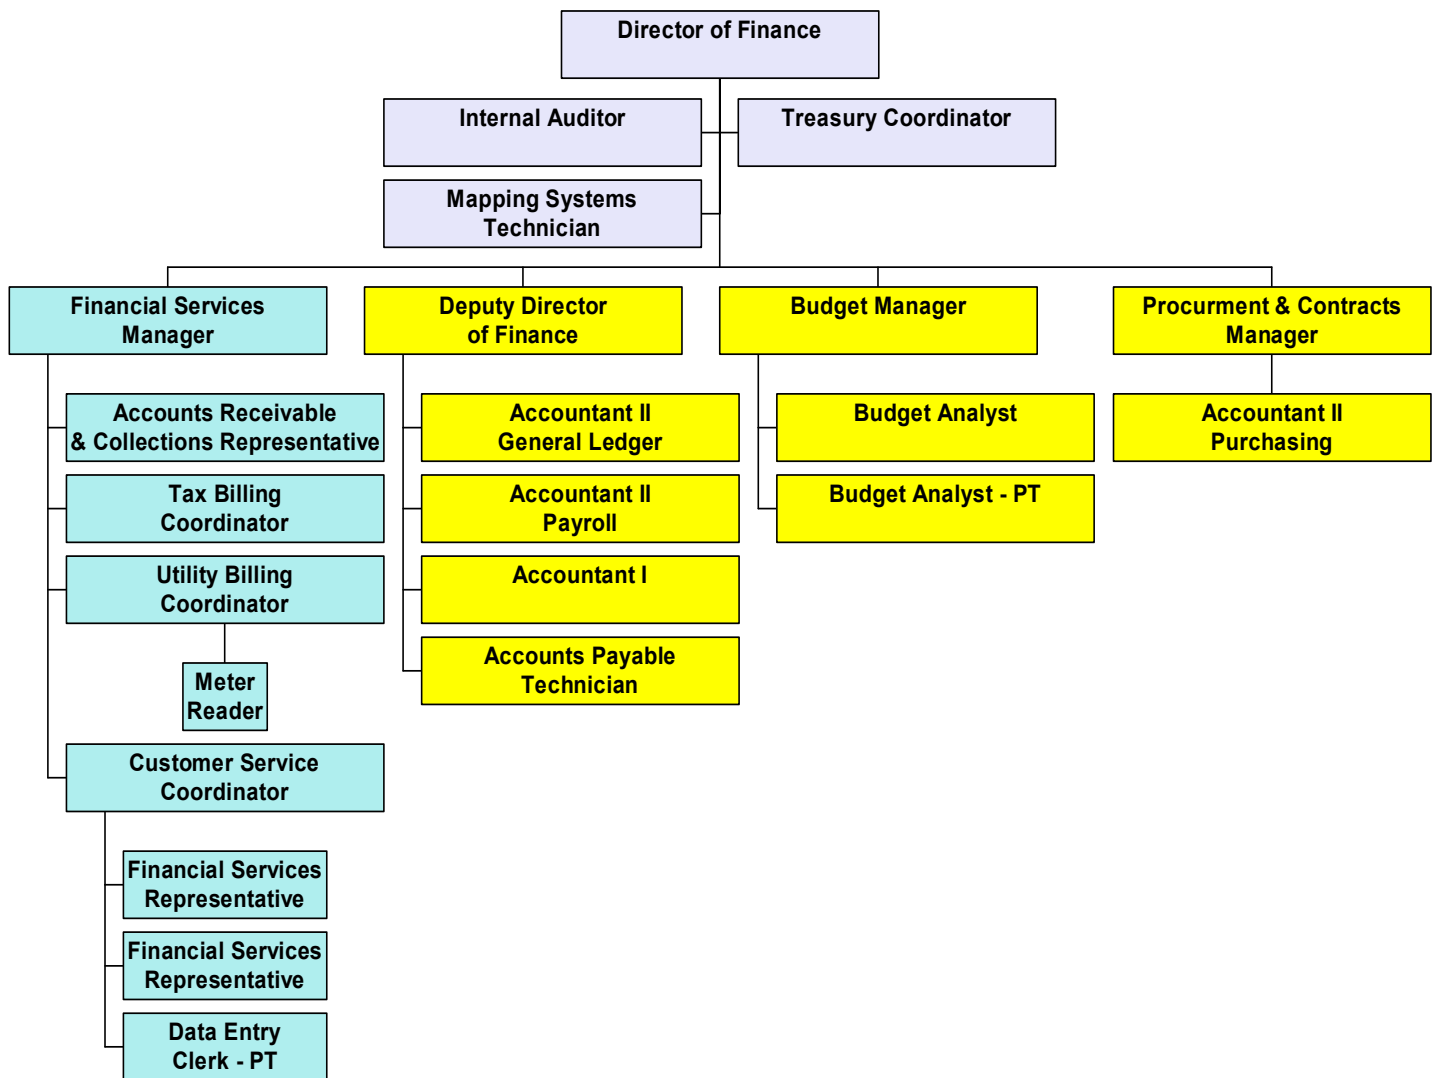 Director of Finance
Internal Auditor
Treasury Coordinator
Mapping Systems
Technician
Financial Services
Manager
Deputy Director
of Finance
Budget Manager
Procurment & Contracts
Manager
Accounts Receivable
& Collections Representative
Accountant II
General Ledger
Budget Analyst
Accountant II
Purchasing
Tax Billing
Coordinator
Accountant II
Payroll
Budget Analyst - PT
Utility Billing
Coordinator
Accountant I
Meter
Reader
Accounts Payable
Technician
Customer Service
Coordinator
Financial Services
Representative
Financial Services
Representative
Data Entry
Clerk - PT